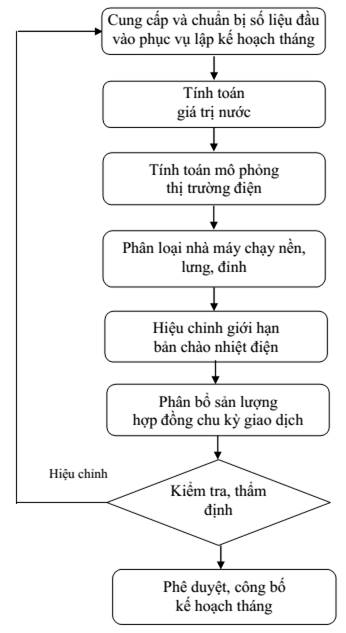 Cung cấp và chuẩn bị số liệu đầu
vào phục vụ lập kế hoạch tháng
Tính toán
giá trị nước
Tính toán mô phỏng
thị trường điện
Phân loại nhà máy chạy nền,
lưng, đỉnh
Hiệu chỉnh giới hạn
bản chào nhiệt điện
Phân bổ sản lượng
hợp đồng chu kỳ giao dịch
Hiệu chỉnh
Kiểm tra, thẩm
định
Phê duyệt, công bố
kế hoạch tháng